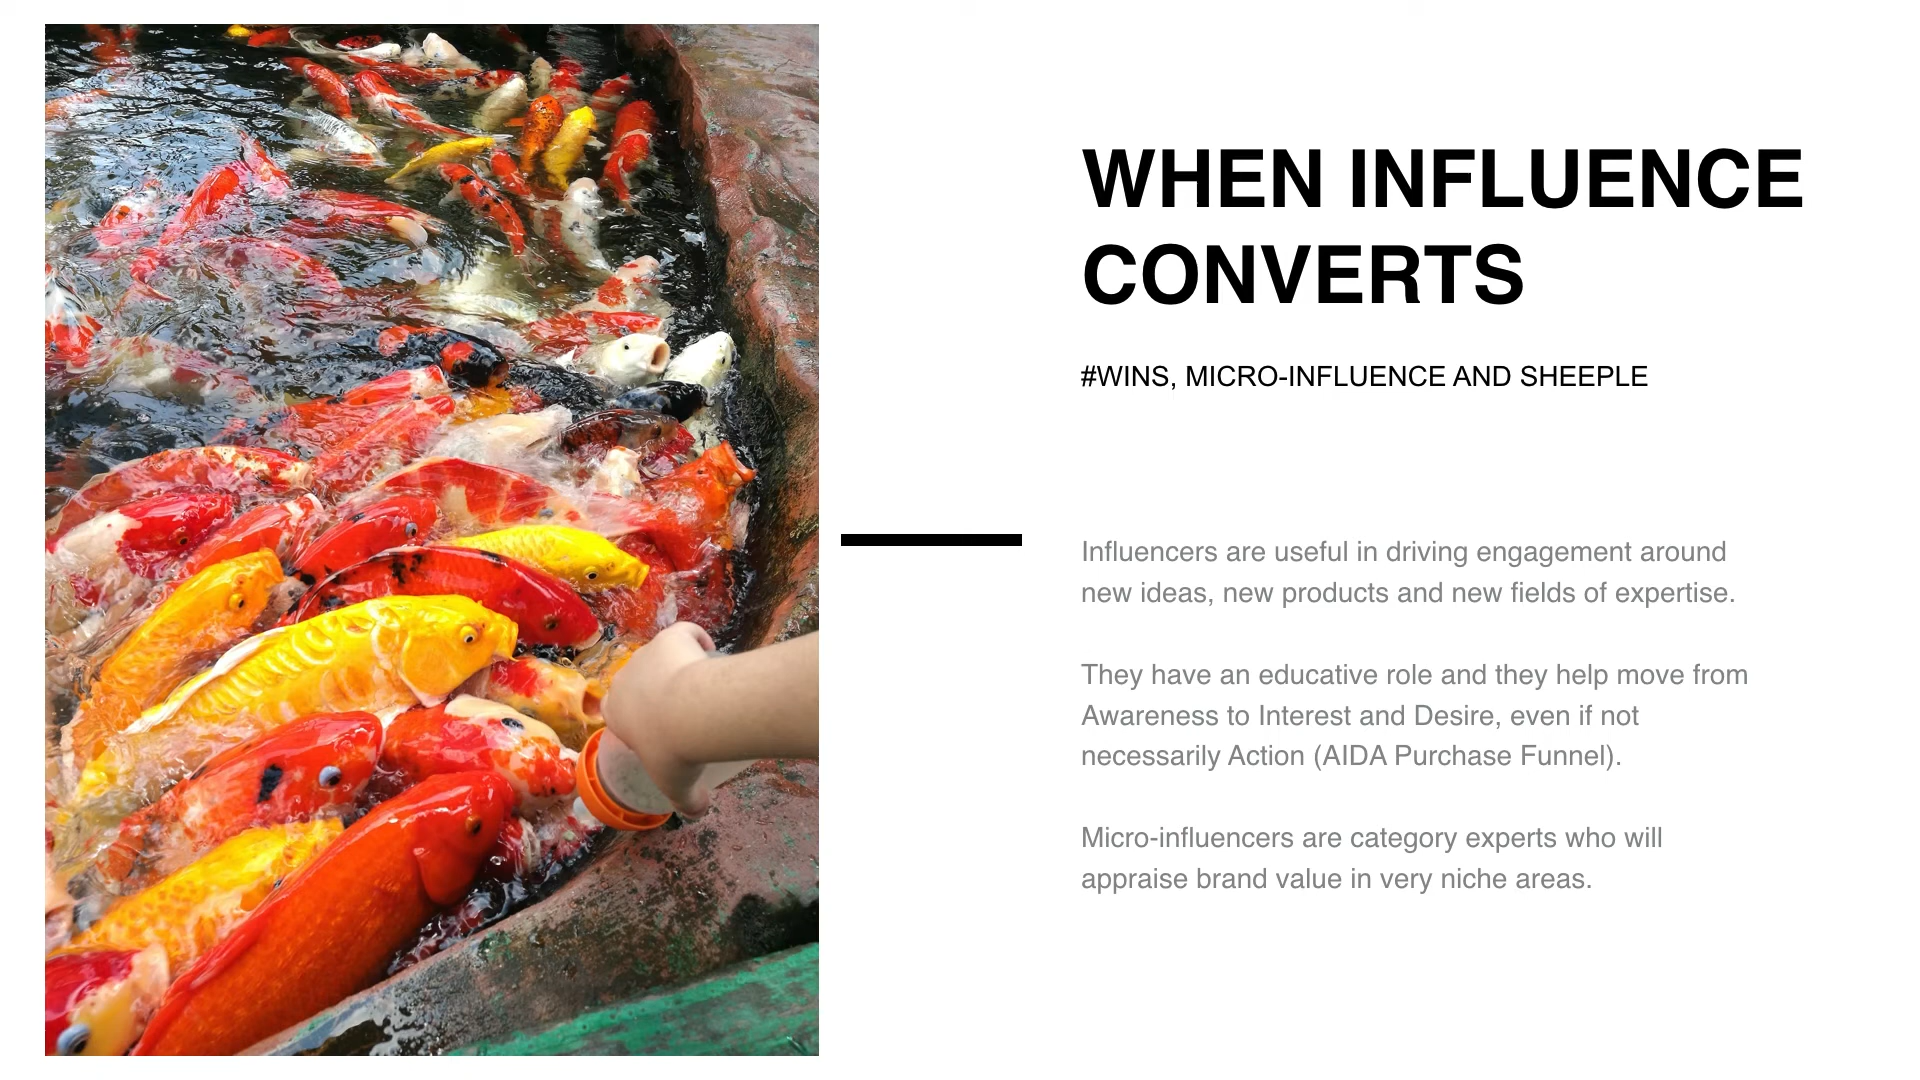 WHEN INFLUENCE
CONVERTS
#WINS, MICRO-INFLUENCE AND SHEEPLE
Influencers are useful in driving engagement around
new ideas, new products and new fields of expertise.
They have an educative role and they help move from
Awareness to Interest and Desire, even if not
necessarily Action (AIDA Purchase Funnel).
Micro-influencers are category experts who will
appraise brand value in very niche areas.